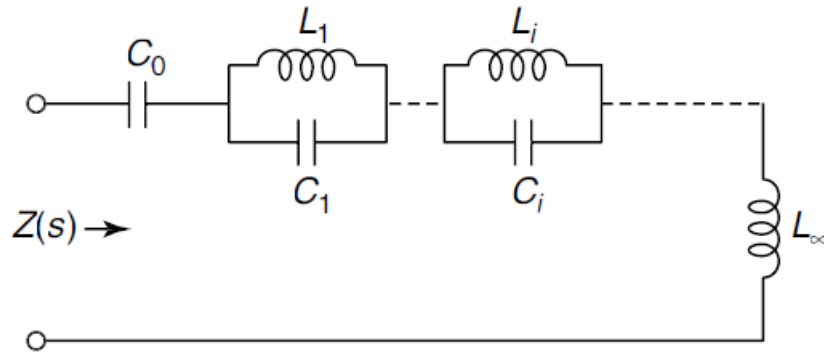 C₀
L₁
C₁
Lᵢ
Cᵢ
Z(s)
L∞